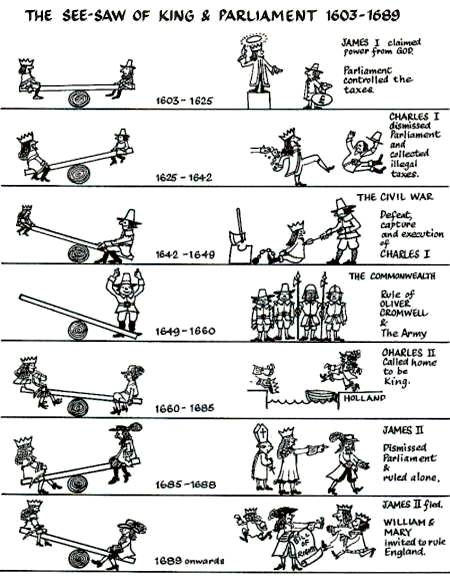 THE SEE-SAW OF KING & PARLIAMENT 1603-1689
JAMES I claimed
power from GOD.
Parliament
controlled the
taxes.
1603-1625
CHARLES I
dismissed
Parliament
and
collected
illegal
taxes.
1625-1642
THE CIVIL WAR
Defeat,
capture
and execution
of
CHARLES I
1642-1649
THE COMMONWEALTH
Rule of
OLIVER
CROMWELL
&
The Army
1649-1660
CHARLES II
Called home
to be
King.
HOLLAND
1660-1685
JAMES II
Dismissed
Parliament
&
ruled alone.
1685-1688
JAMES II fled.
WILLIAM &
MARY
invited to rule
England.
BILL
OF
RIGHTS
1689 onwards